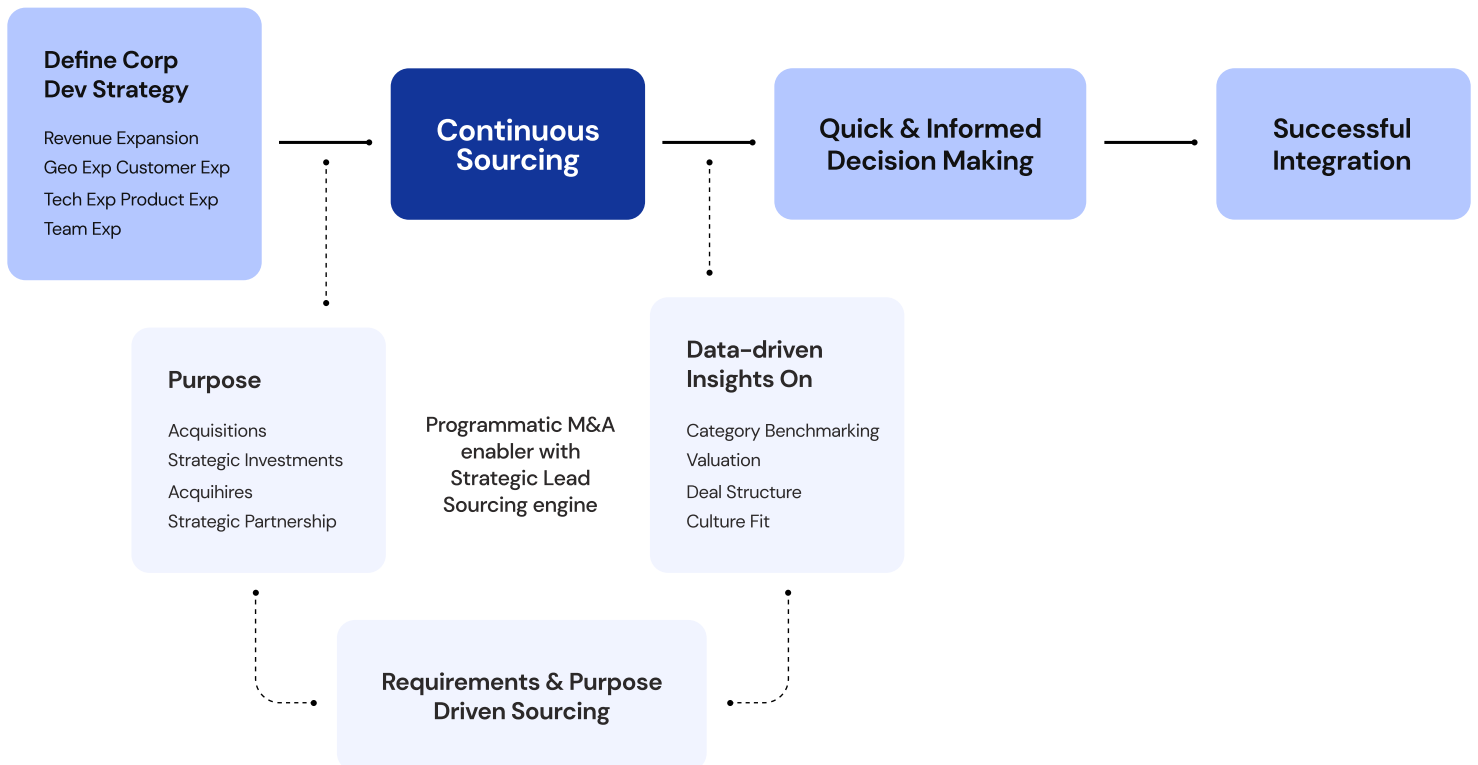 Define Corp
Dev Strategy
Revenue Expansion
Geo Exp Customer Exp
Tech Exp Product Exp
Team Exp
Continuous
Sourcing
Quick & Informed
Decision Making
Successful
Integration
Purpose
Acquisitions
Strategic Investments
Acquihires
Strategic Partnership
Programmatic M&A
enabler with
Strategic Lead
Sourcing engine
Data-driven
Insights On
Category Benchmarking
Valuation
Deal Structure
Culture Fit
Requirements & Purpose
Driven Sourcing